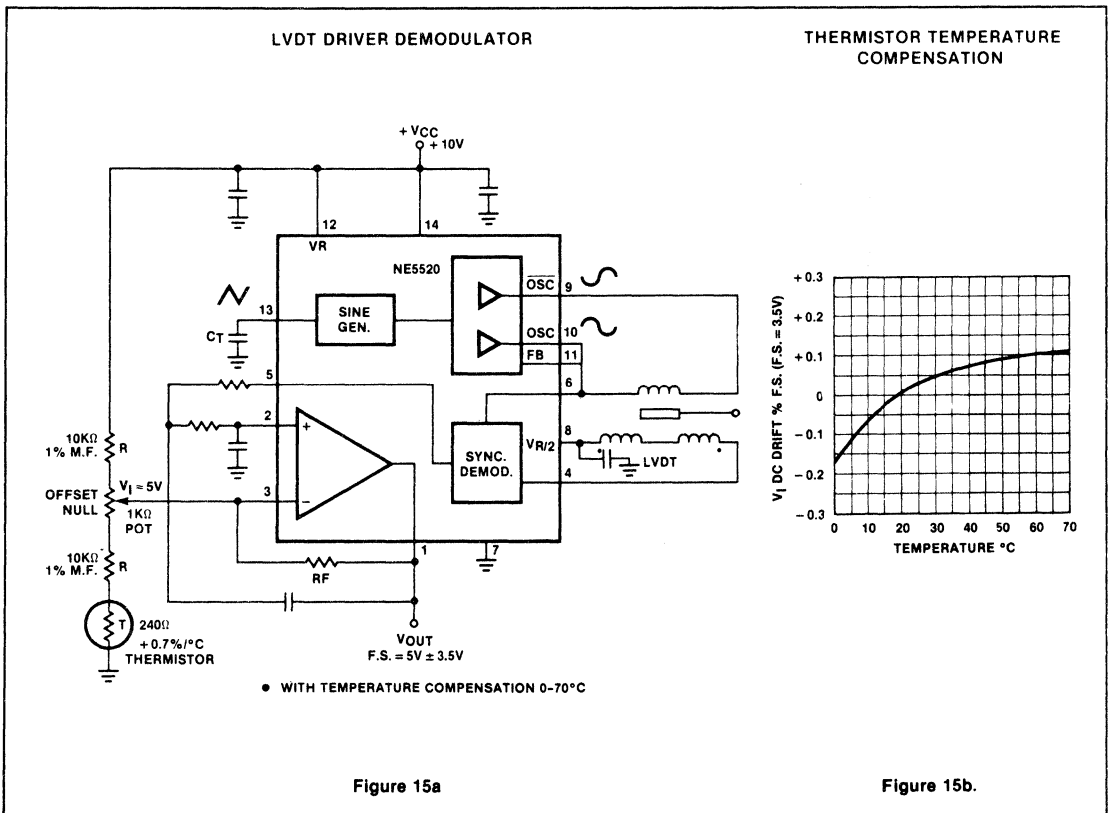 LVDT DRIVER DEMODULATOR
THERMISTOR TEMPERATURE
COMPENSATION
+ VCC
+ 10V
12
14
VR
NE5520
OSC
9
13
SINE
GEN.
CT
OSC
10
FB
11
5
6
2
+
8
VR/2
LVDT
SYNC.
DEMOD.
4
10KΩ
1% M.F.
R
OFFSET
NULL
VI = 5V
1KΩ
POT
3
−
10KΩ
1% M.F.
R
1
7
RF
T
240Ω
+0.7%/°C
THERMISTOR
VOUT
F.S. = 5V ± 3.5V
● WITH TEMPERATURE COMPENSATION 0-70°C
VI DC DRIFT % F.S. (F.S. = 3.5V)
+ 0.3
+ 0.2
+ 0.1
0
− 0.1
− 0.2
− 0.3
0 10 20 30 40 50 60 70
TEMPERATURE °C
Figure 15a
Figure 15b.